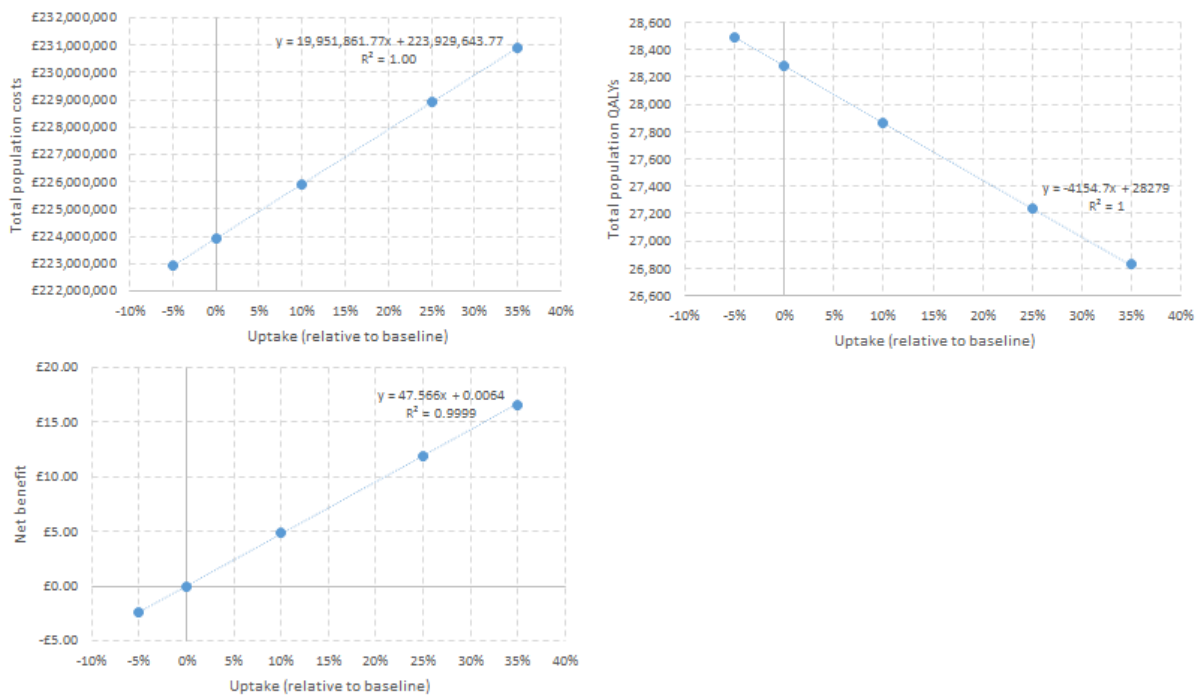 £232,000,000
£231,000,000
£230,000,000
£229,000,000
£228,000,000
£227,000,000
£226,000,000
£225,000,000
£224,000,000
£223,000,000
£222,000,000
Total population costs
y = 19,951,861.77x + 223,929,643.77
R² = 1.00
-10% -5% 0% 5% 10% 15% 20% 25% 30% 35% 40%
Uptake (relative to baseline)
28,600
28,400
28,200
28,000
27,800
27,600
27,400
27,200
27,000
26,800
26,600
Total population QALYs
y = -4154.7x + 28279
R² = 1
-10% -5% 0% 5% 10% 15% 20% 25% 30% 35% 40%
Uptake (relative to baseline)
£20.00
£15.00
£10.00
£5.00
£0.00
-£5.00
Net benefit
y = 47.566x + 0.0064
R² = 0.9999
-10% -5% 0% 5% 10% 15% 20% 25% 30% 35% 40%
Uptake (relative to baseline)